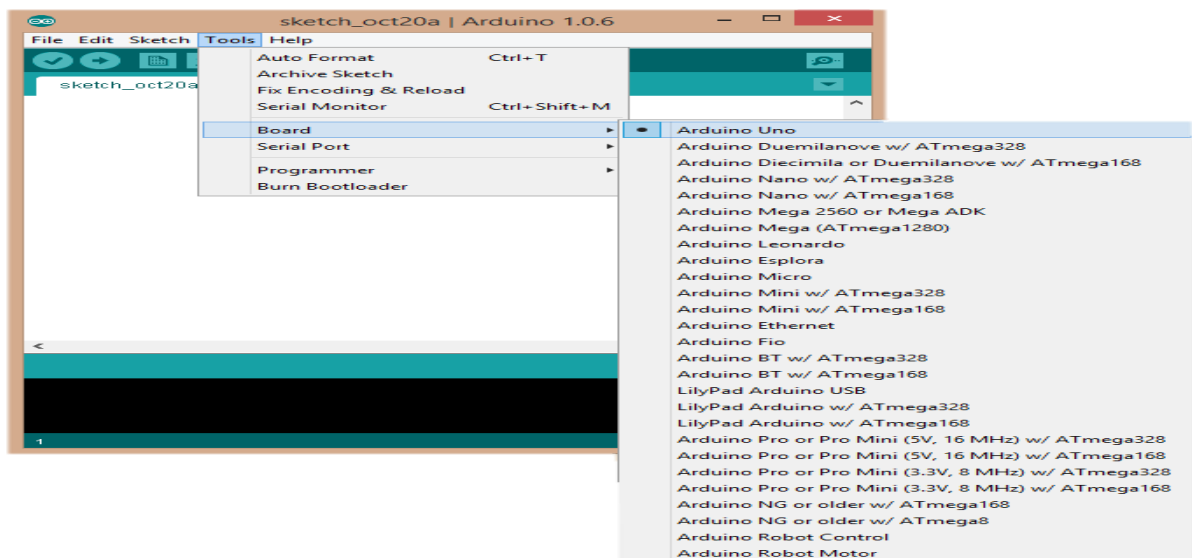 sketch_oct20a | Arduino 1.0.6
File Edit Sketch Tools Help
sketch_oct20a
Auto Format Ctrl+T
Archive Sketch
Fix Encoding & Reload
Serial Monitor Ctrl+Shift+M
Board
Serial Port
Programmer
Burn Bootloader
Arduino Uno
Arduino Duemilanove w/ ATmega328
Arduino Diecimila or Duemilanove w/ ATmega168
Arduino Nano w/ ATmega328
Arduino Nano w/ ATmega168
Arduino Mega 2560 or Mega ADK
Arduino Mega (ATmega1280)
Arduino Leonardo
Arduino Esplora
Arduino Micro
Arduino Mini w/ ATmega328
Arduino Mini w/ ATmega168
Arduino Ethernet
Arduino Fio
Arduino BT w/ ATmega328
Arduino BT w/ ATmega168
LilyPad Arduino USB
LilyPad Arduino w/ ATmega328
LilyPad Arduino w/ ATmega168
Arduino Pro or Pro Mini (5V, 16 MHz) w/ ATmega328
Arduino Pro or Pro Mini (5V, 16 MHz) w/ ATmega168
Arduino Pro or Pro Mini (3.3V, 8 MHz) w/ ATmega328
Arduino Pro or Pro Mini (3.3V, 8 MHz) w/ ATmega168
Arduino NG or older w/ ATmega168
Arduino NG or older w/ ATmega8
Arduino Robot Control
Arduino Robot Motor
1